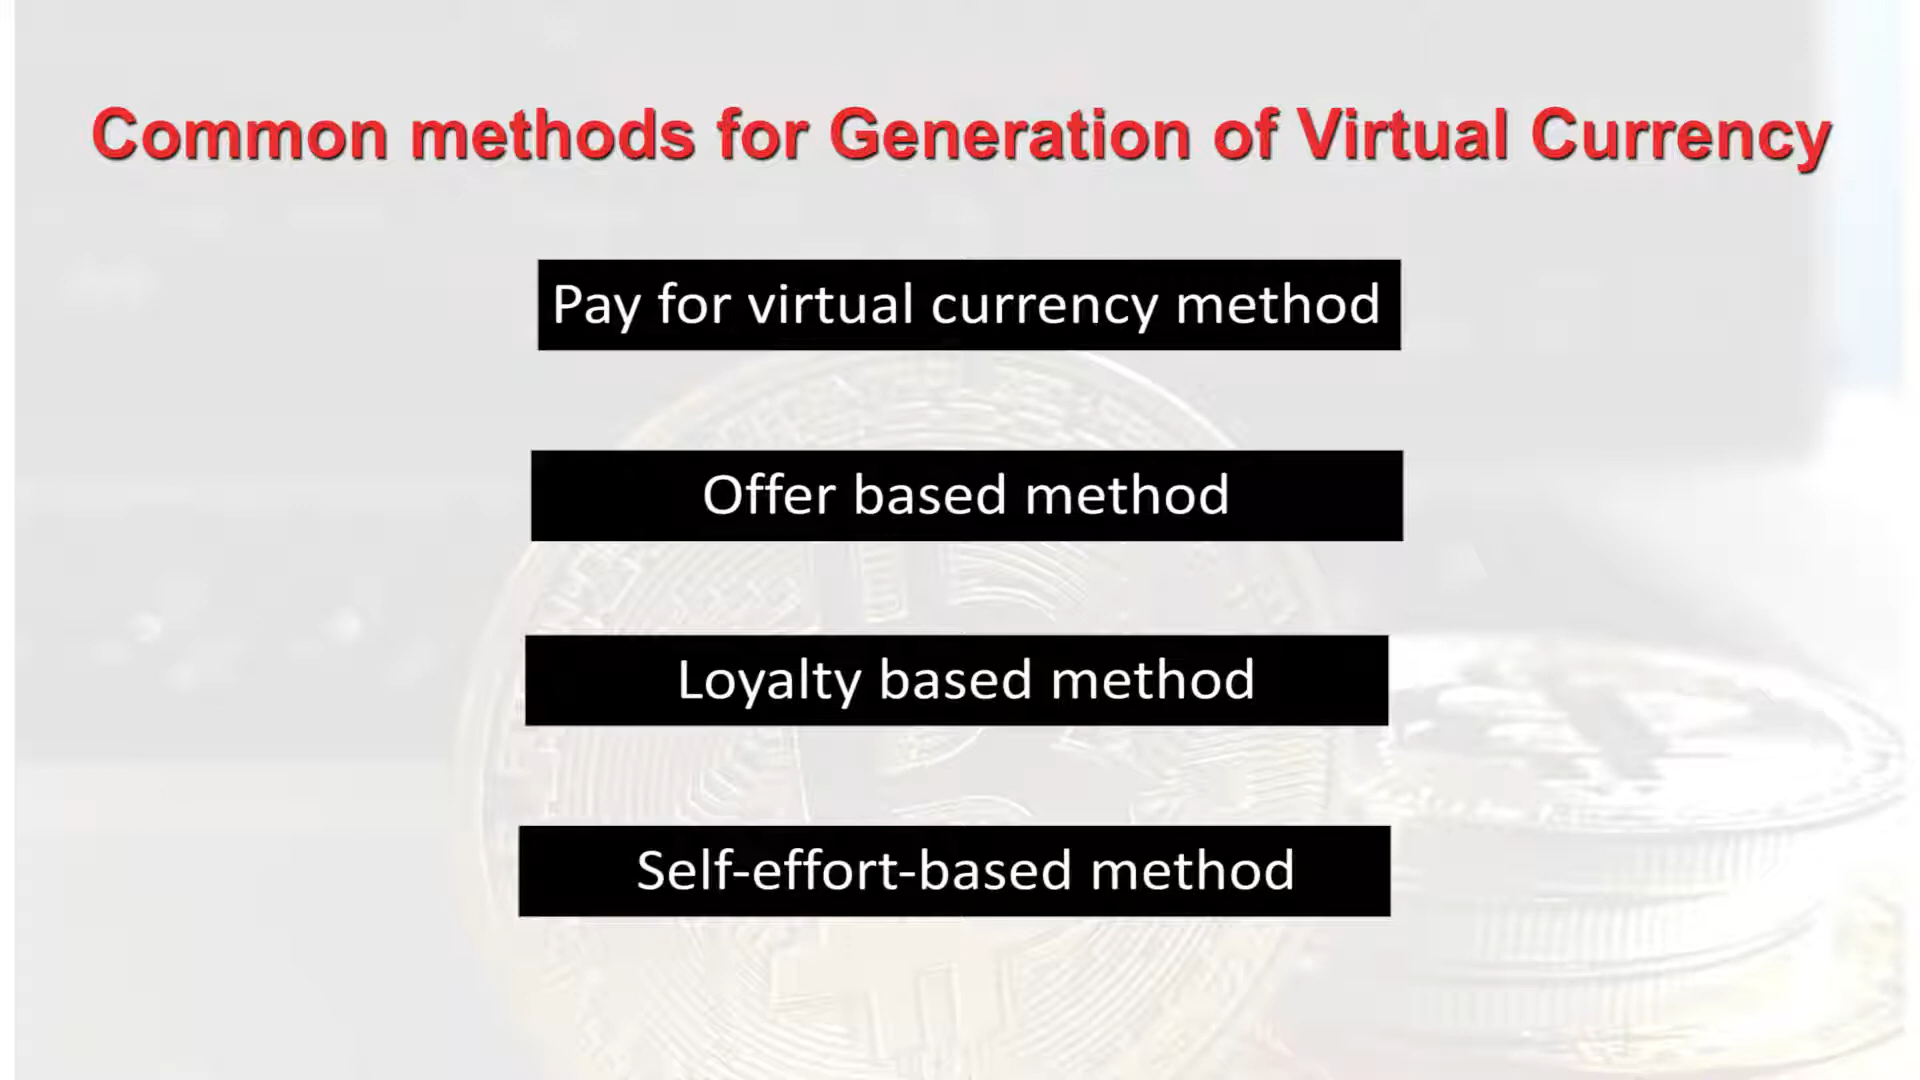 Common methods for Generation of Virtual Currency
Pay for virtual currency method
Offer based method
Loyalty based method
Self-effort-based method